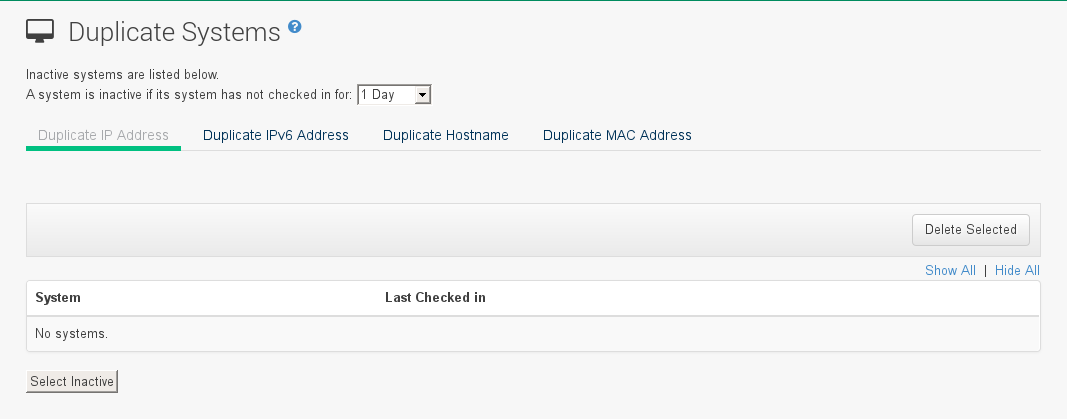 Duplicate Systems ?
Inactive systems are listed below.
A system is inactive if its system has not checked in for: 1 Day
Duplicate IP Address Duplicate IPv6 Address Duplicate Hostname Duplicate MAC Address
Delete Selected
Show All | Hide All
System Last Checked in
No systems.
Select Inactive